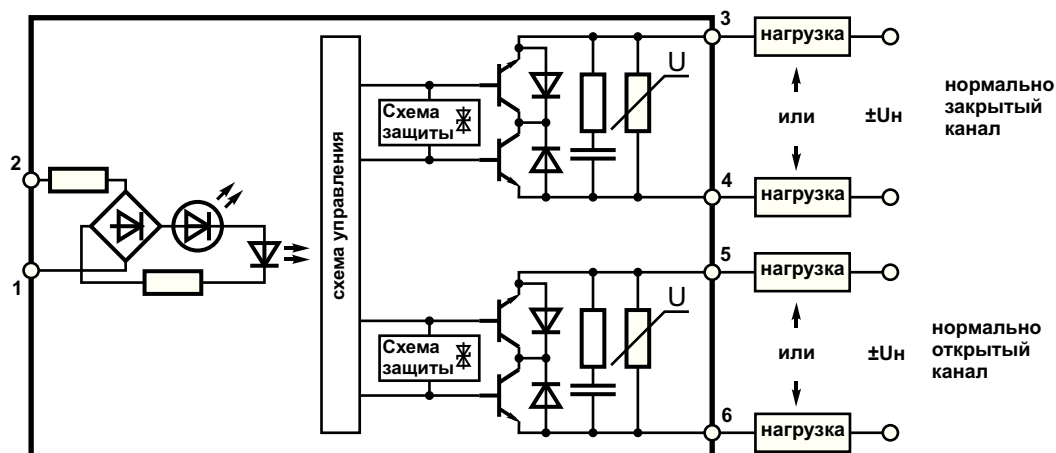 3
нагрузка
U
нормально
закрытый
канал
Схема
защиты
или
±Uн
2
4
нагрузка
схема управления
1
5
нагрузка
U
нормально
открытый
канал
Схема
защиты
или
±Uн
6
нагрузка